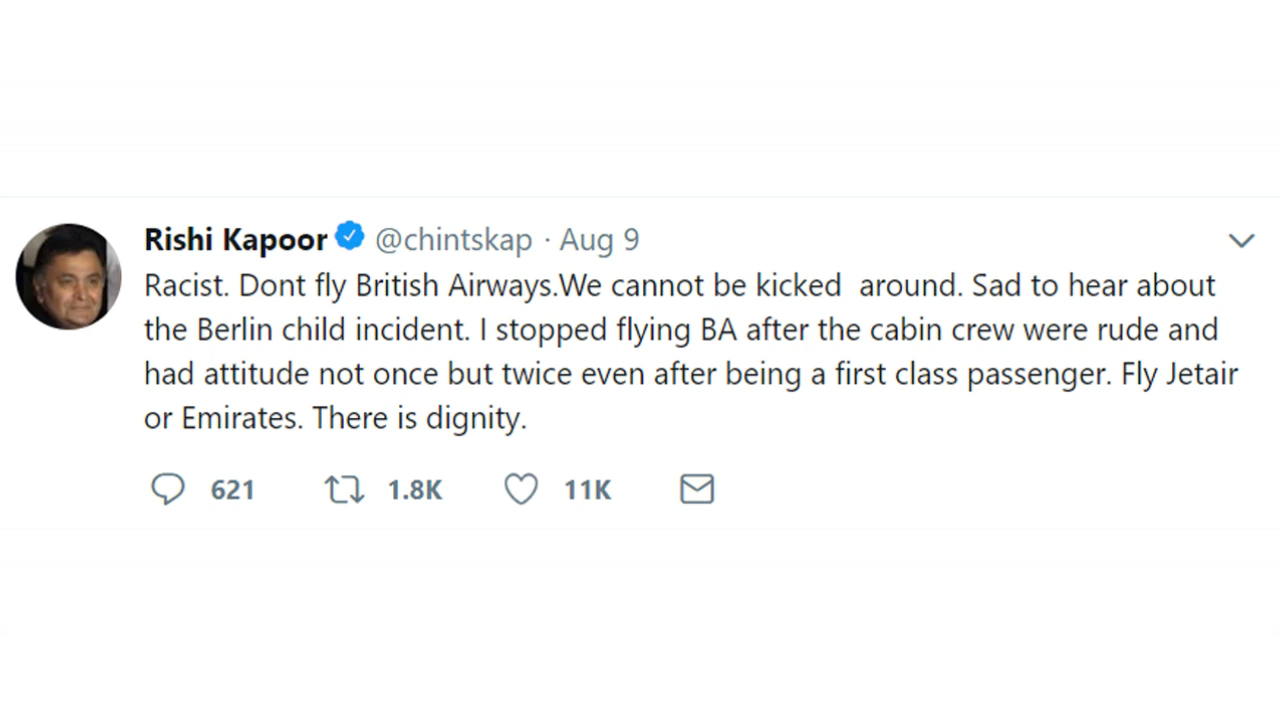 Rishi Kapoor @chintskap · Aug 9
Racist. Dont fly British Airways.We cannot be kicked  around. Sad to hear about
the Berlin child incident. I stopped flying BA after the cabin crew were rude and
had attitude not once but twice even after being a first class passenger. Fly Jetair
or Emirates. There is dignity.
621 1.8K 11K